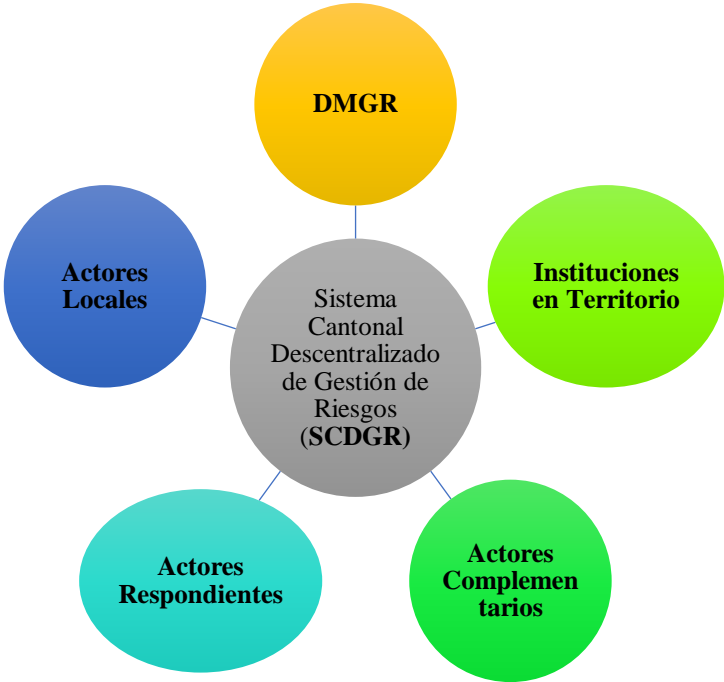 DMGR
Actores
Locales
Instituciones
en Territorio
Sistema
Cantonal
Descentralizado
de Gestión de
Riesgos
(SCDGR)
Actores
Respondientes
Actores
Complemen
tarios